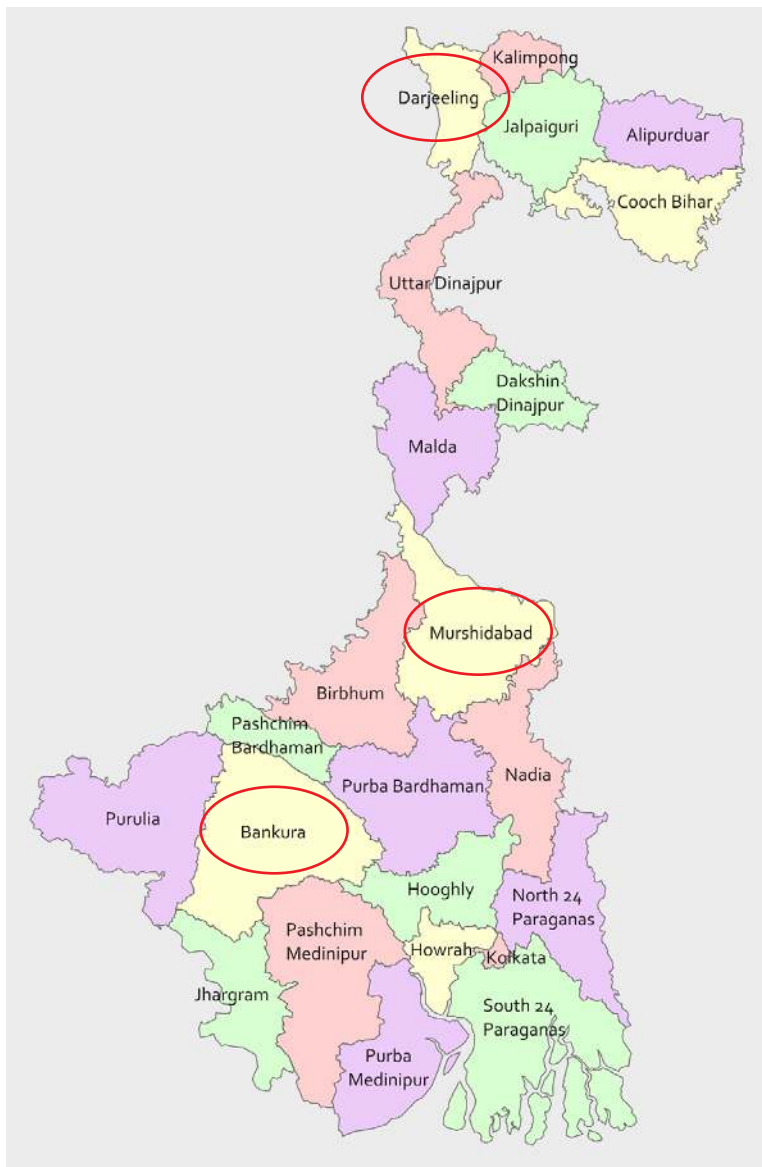 Kalimpong
Darjeeling
Jalpaiguri
Alipurduar
Cooch Bihar
Uttar Dinajpur
Dakshin
Dinajpur
Malda
Murshidabad
Birbhum
Pashchim
Bardhaman
Purba Bardhaman
Nadia
Purulia
Bankura
Hooghly
North 24
Paraganas
Pashchim
Medinipur
Howrah
Kolkata
Jhargram
South 24
Paraganas
Purba
Medinipur